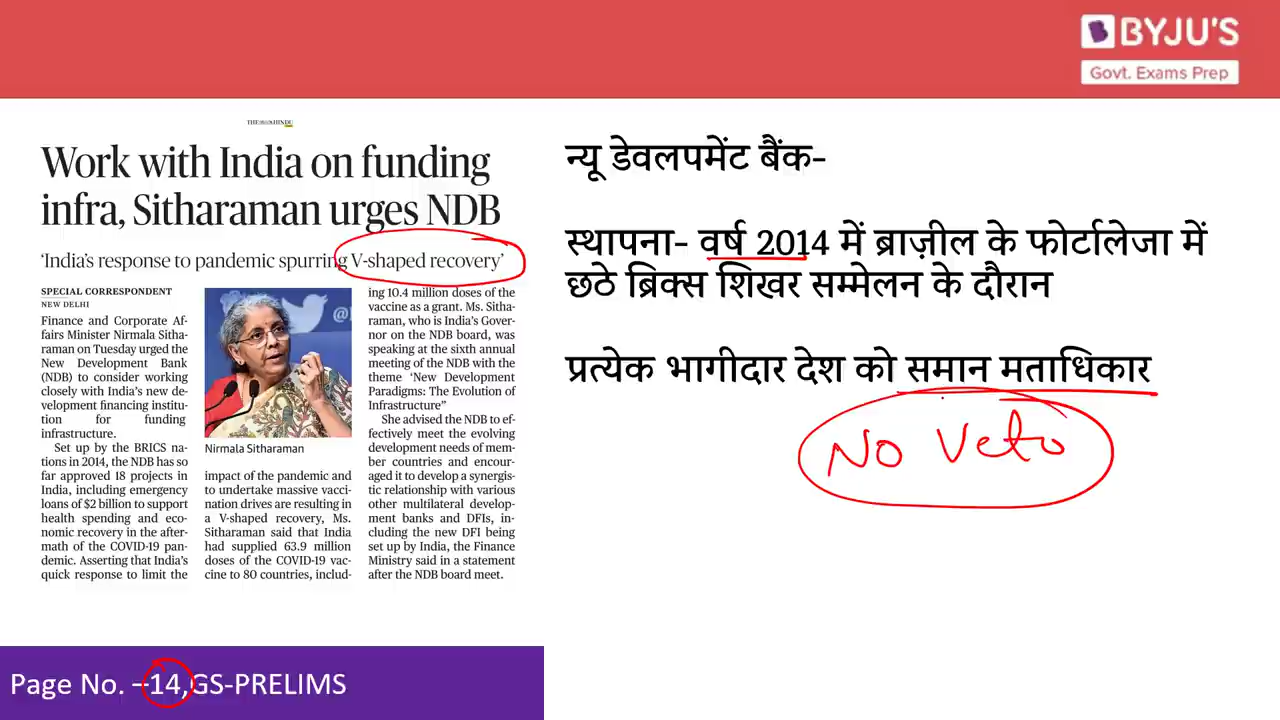 BYJU'S
Govt. Exams Prep
THE HINDU
Work with India on funding
infra, Sitharaman urges NDB
‘India’s response to pandemic spurring V-shaped recovery’
SPECIAL CORRESPONDENT
NEW DELHI
Finance and Corporate Af-
fairs Minister Nirmala Sitha-
raman on Tuesday urged the
New Development Bank
(NDB) to consider working
closely with India’s new de-
velopment financing institu-
tion for funding
infrastructure.
Set up by the BRICS na-
tions in 2014, the NDB has so
far approved 18 projects in
India, including emergency
loans of $2 billion to support
health spending and eco-
nomic recovery in the after-
math of the COVID-19 pan-
demic. Asserting that India’s
quick response to limit the
Nirmala Sitharaman
impact of the pandemic and
to undertake massive vacci-
nation drives are resulting in
a V-shaped recovery, Ms.
Sitharaman said that India
had supplied 63.9 million
doses of the COVID-19 vac-
cine to 80 countries, includ-
ing 10.4 million doses of the
vaccine as a grant. Ms. Sitha-
raman, who is India’s Gover-
nor on the NDB board, was
speaking at the sixth annual
meeting of the NDB with the
theme ‘New Development
Paradigms: The Evolution of
Infrastructure”
She advised the NDB to ef-
fectively meet the evolving
development needs of mem-
ber countries and encour-
aged it to develop a synergis-
tic relationship with various
other multilateral develop-
ment banks and DFIs, in-
cluding the new DFI being
set up by India, the Finance
Ministry said in a statement
after the NDB board meet.
न्यू डेवलपमेंट बैंक-
स्थापना- वर्ष 2014 में ब्राज़ील के फोर्टालेजा में
छठे ब्रिक्स शिखर सम्मेलन के दौरान
प्रत्येक भागीदार देश को समान मताधिकार
No Veto
Page No. –14,GS-PRELIMS